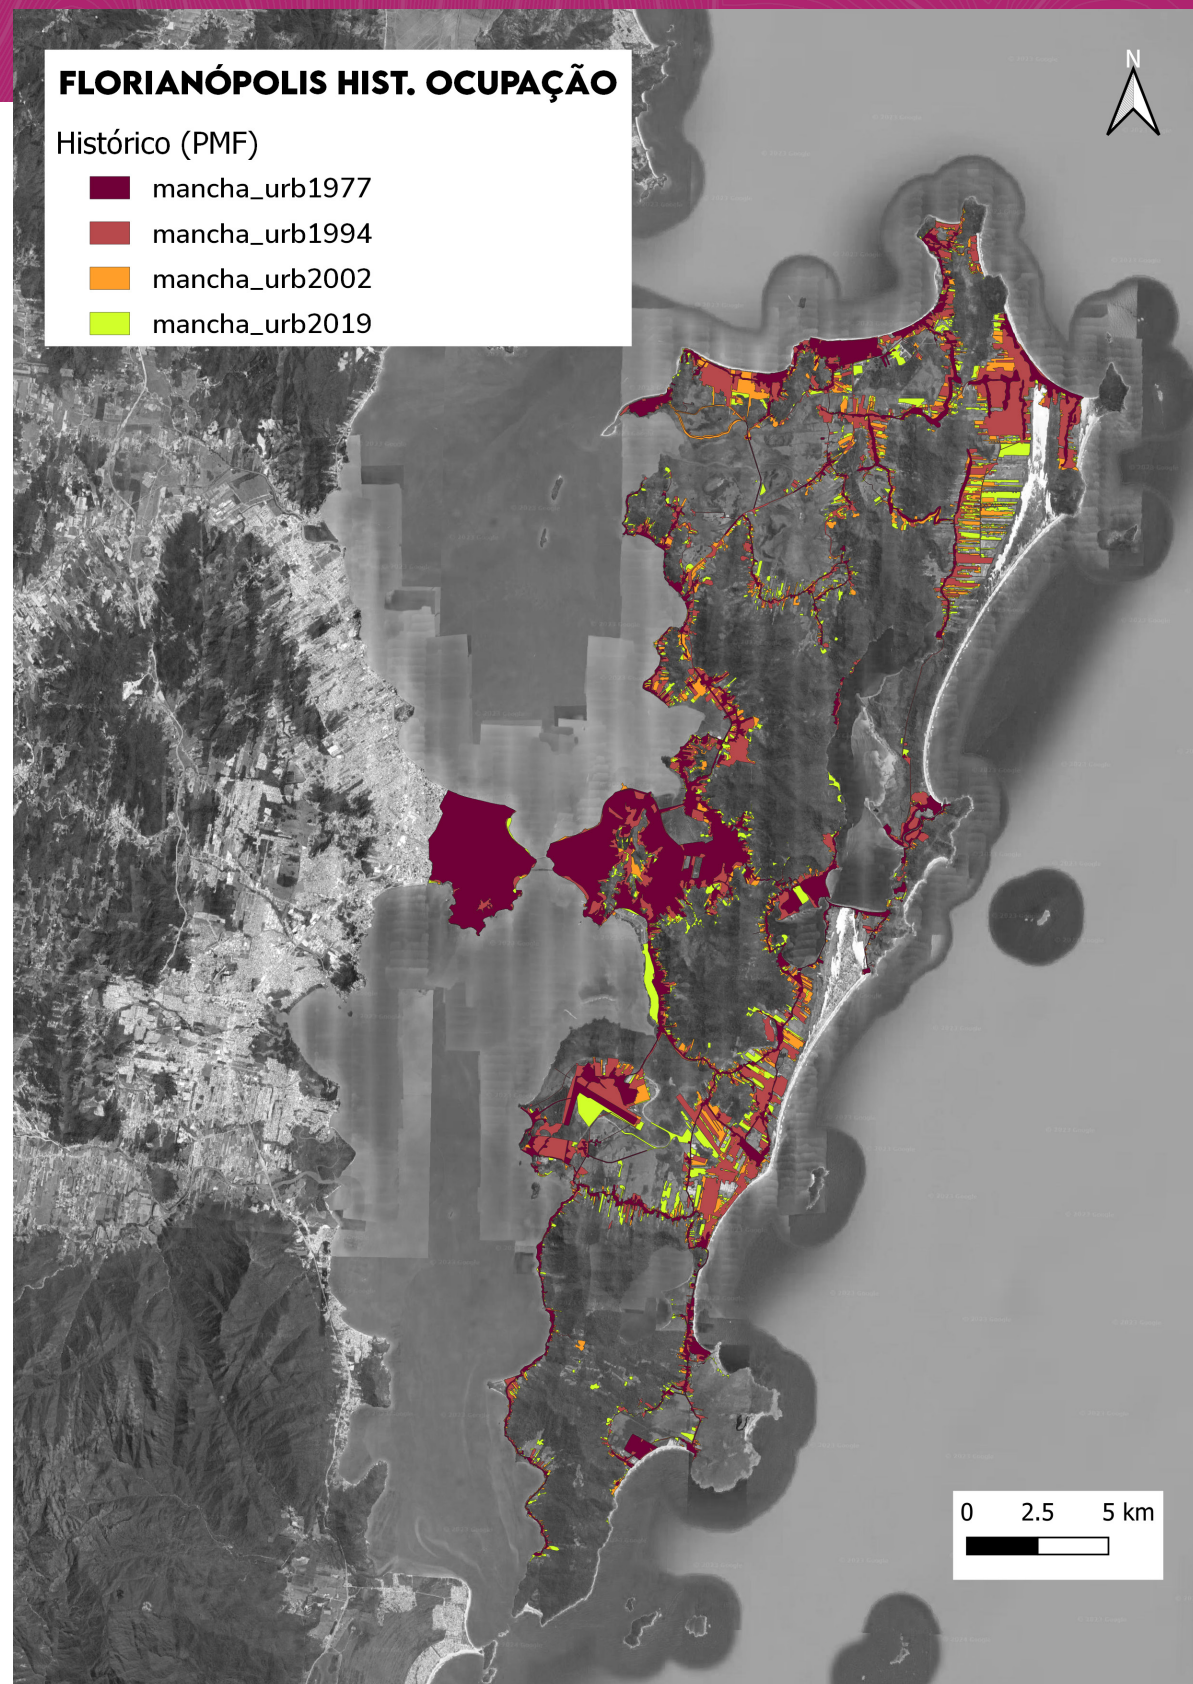 FLORIANÓPOLIS HIST. OCUPAÇÃO
Histórico (PMF)
mancha_urb1977
mancha_urb1994
mancha_urb2002
mancha_urb2019
N
0 2.5 5 km